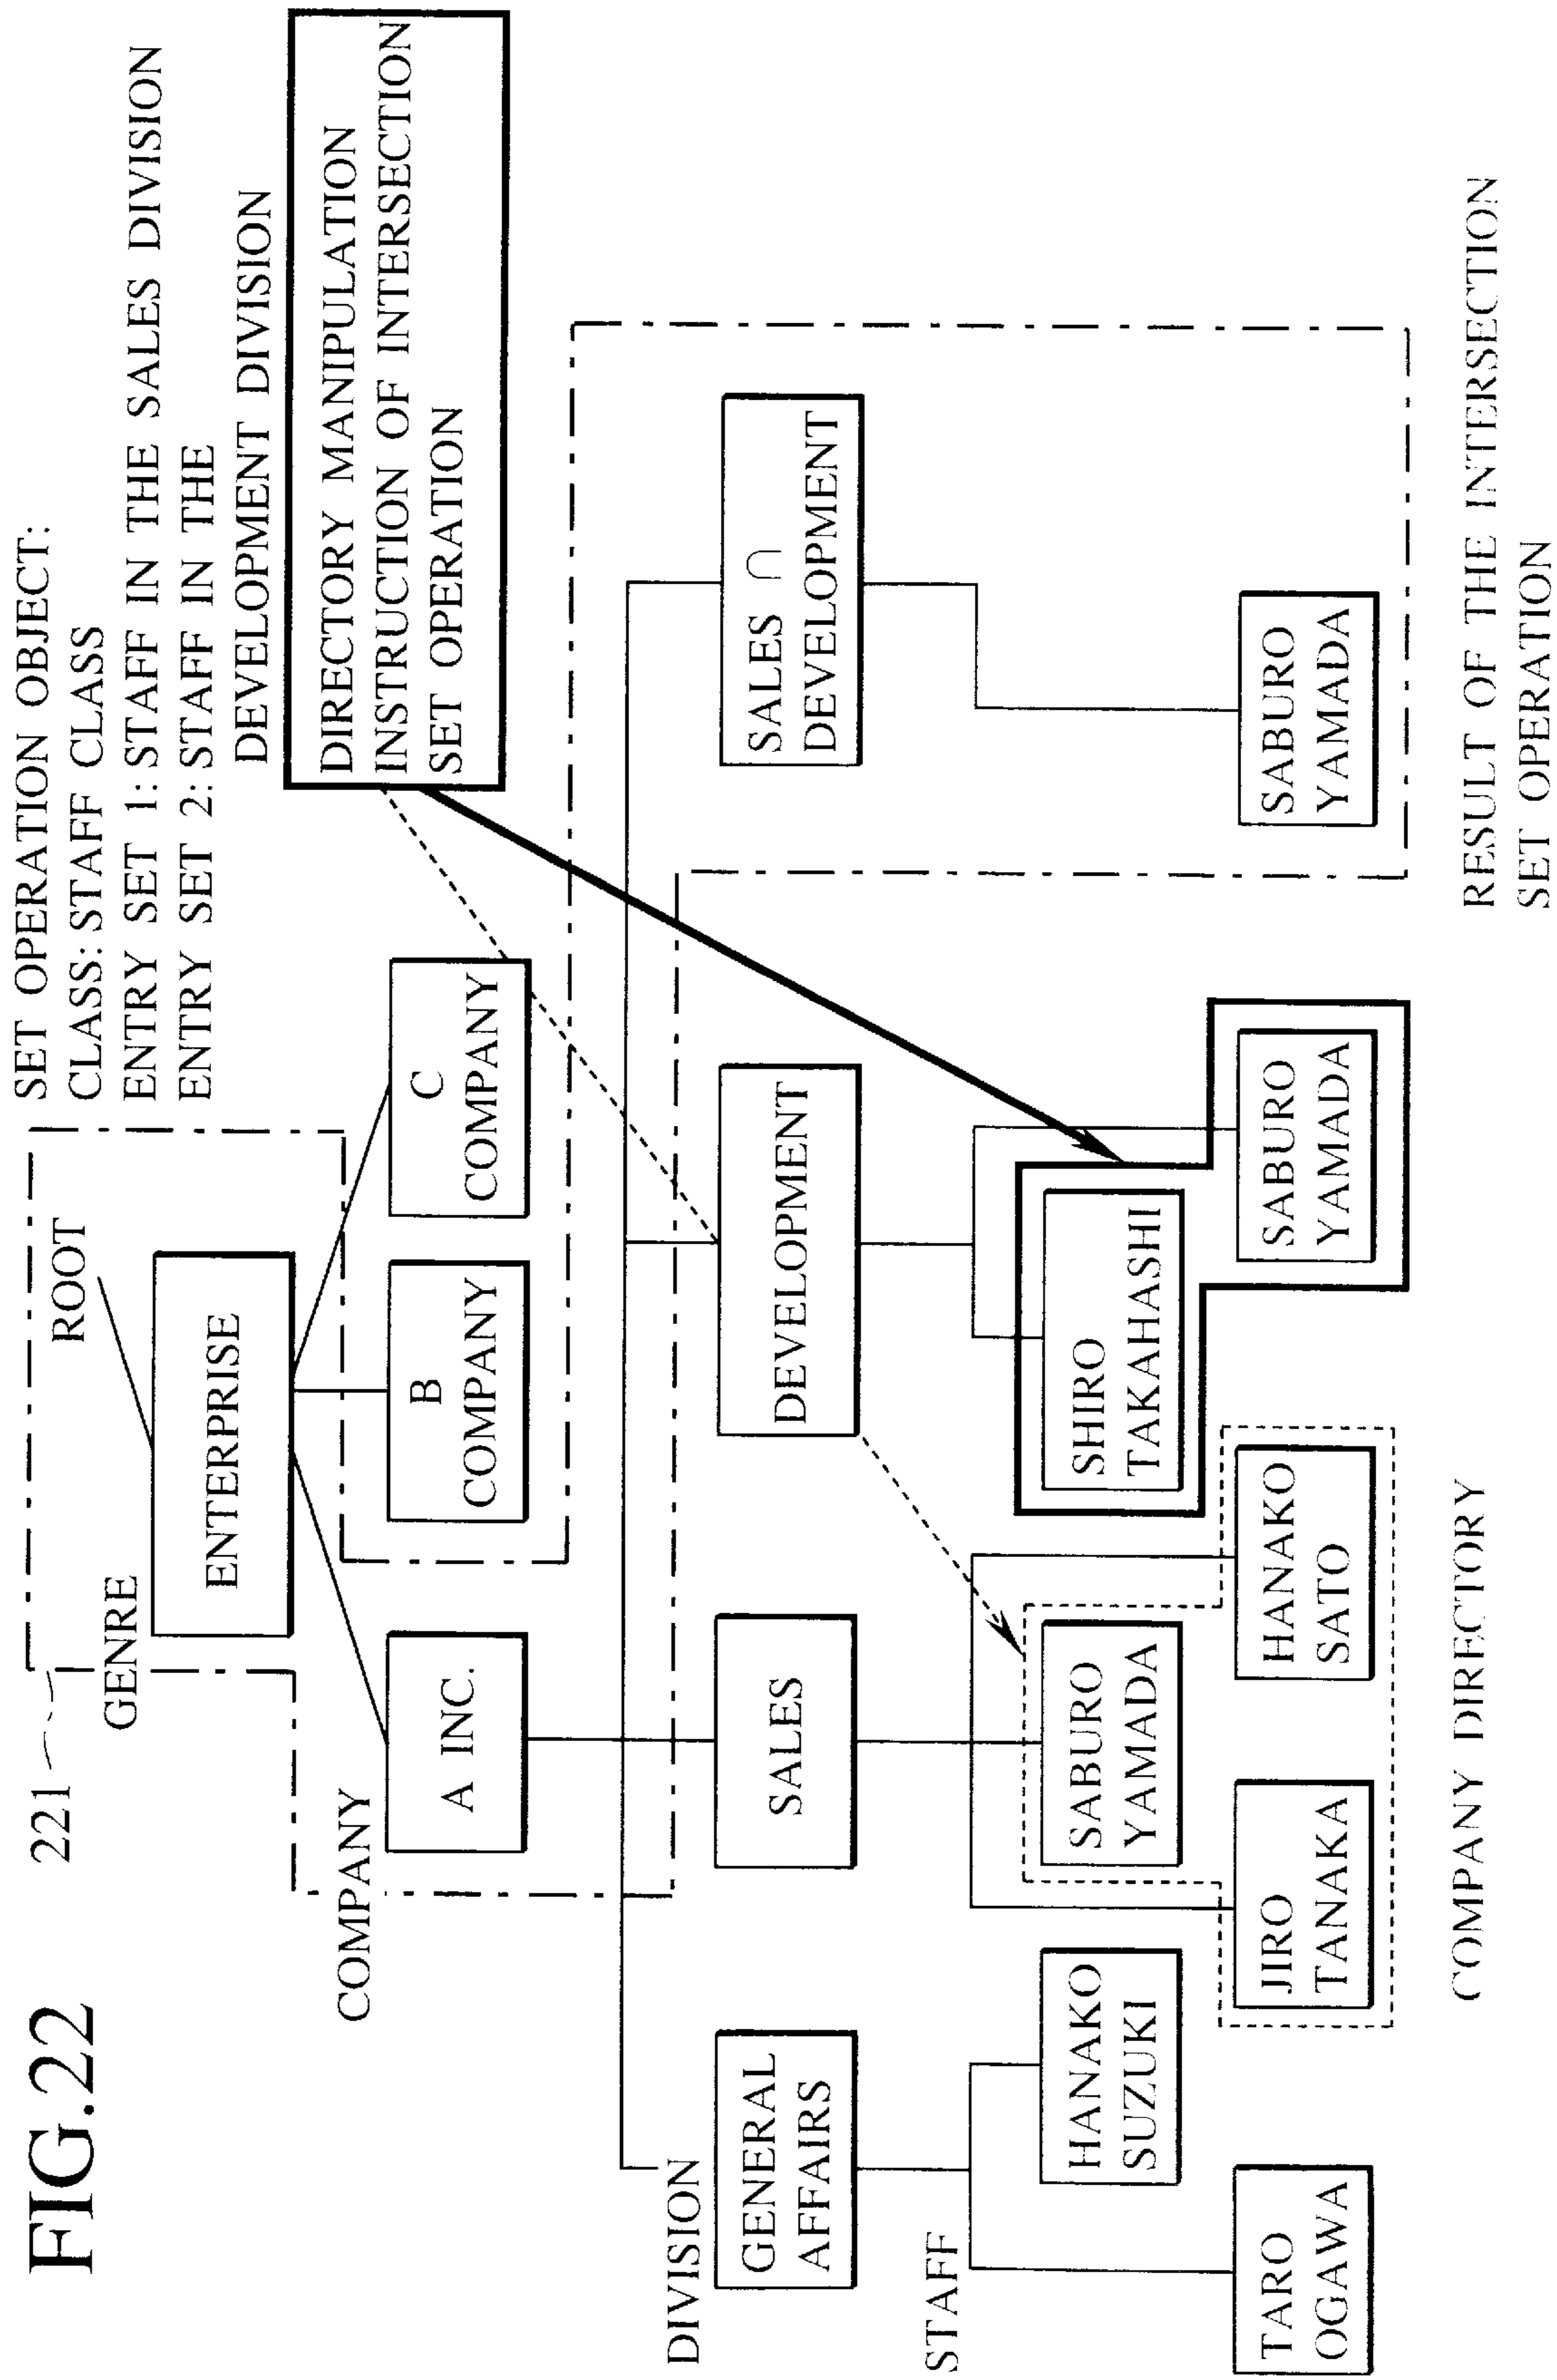 FIG.22
221
SET OPERATION OBJECT:
CLASS: STAFF CLASS
ENTRY SET 1: STAFF IN THE SALES DIVISION
ENTRY SET 2: STAFF IN THE
DEVELOPMENT DIVISION
DIRECTORY MANIPULATION
INSTRUCTION OF INTERSECTION
SET OPERATION
ROOT
GENRE
ENTERPRISE
COMPANY
A INC.
B
COMPANY
C
COMPANY
DIVISION
GENERAL
AFFAIRS
SALES
DEVELOPMENT
SALES ∩
DEVELOPMENT
STAFF
TARO
OGAWA
HANAKO
SUZUKI
JIRO
TANAKA
SABURO
YAMADA
HANAKO
SATO
SHIRO
TAKAHASHI
SABURO
YAMADA
SABURO
YAMADA
COMPANY DIRECTORY
RESULT OF THE INTERSECTION
SET OPERATION